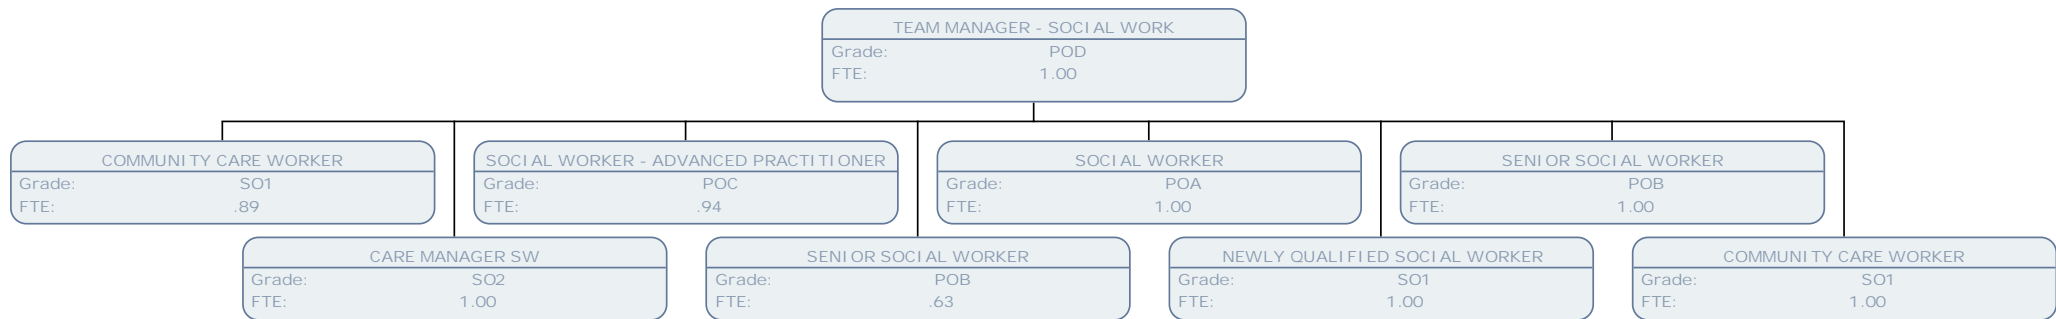 TEAM MANAGER - SOCIAL WORK
Grade: POD
FTE: 1.00
COMMUNITY CARE WORKER
Grade: SO1
FTE: .89
SOCIAL WORKER - ADVANCED PRACTITIONER
Grade: POC
FTE: .94
SOCIAL WORKER
Grade: POA
FTE: 1.00
SENIOR SOCIAL WORKER
Grade: POB
FTE: 1.00
CARE MANAGER SW
Grade: SO2
FTE: 1.00
SENIOR SOCIAL WORKER
Grade: POB
FTE: .63
NEWLY QUALIFIED SOCIAL WORKER
Grade: SO1
FTE: 1.00
COMMUNITY CARE WORKER
Grade: SO1
FTE: 1.00